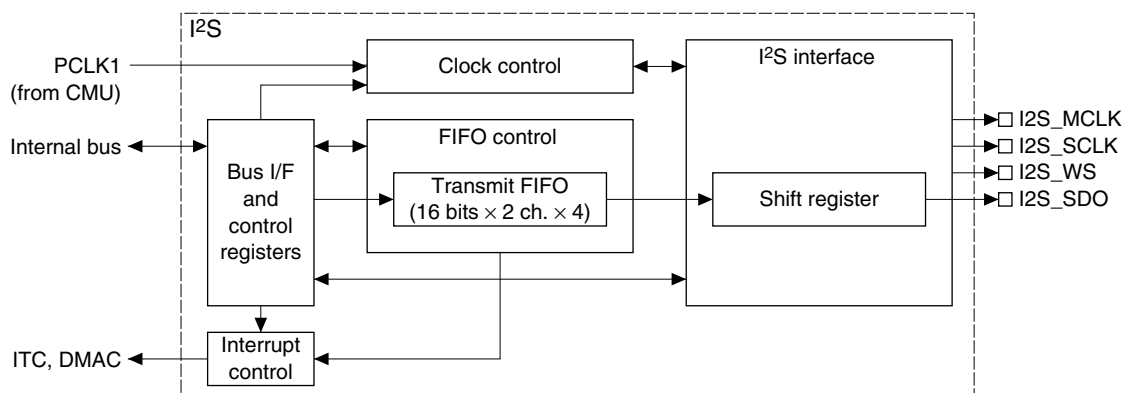 I²S
PCLK1
(from CMU)
Clock control
I²S interface
Internal bus
Bus I/F
and
control
registers
FIFO control
Transmit FIFO
(16 bits × 2 ch. × 4)
Shift register
I2S_MCLK
I2S_SCLK
I2S_WS
I2S_SDO
ITC, DMAC
Interrupt
control